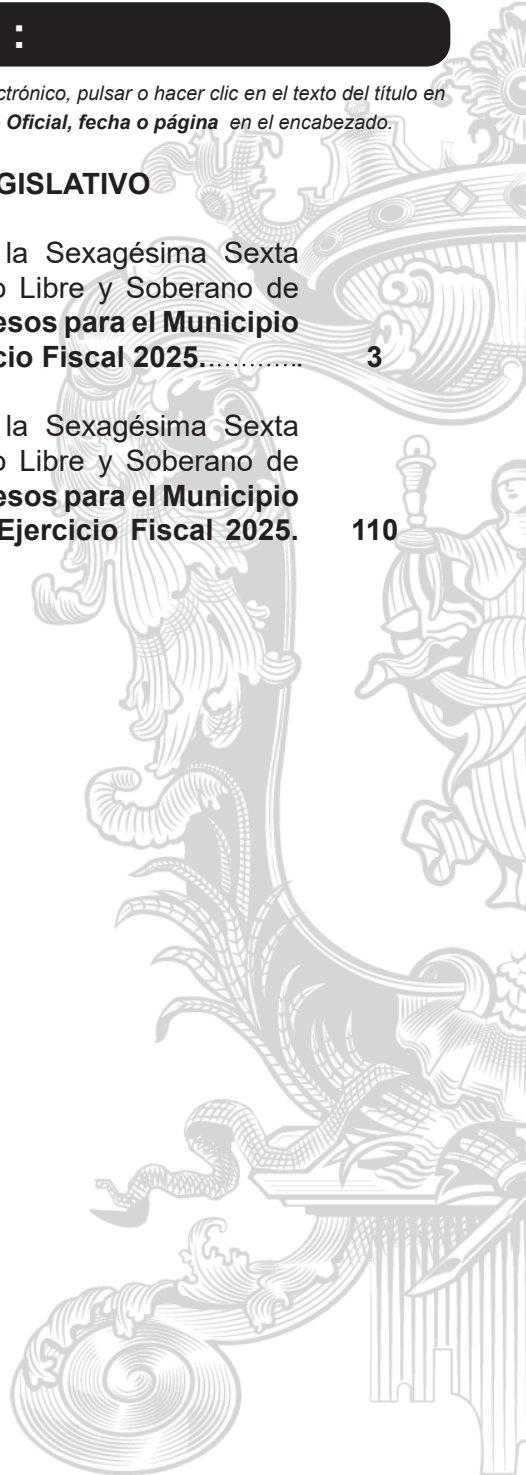 :
ctrónico, pulsar o hacer clic en el texto del título en
Oficial, fecha o página en el encabezado.
GISLATIVO
la Sexagésima Sexta
o Libre y Soberano de
esos para el Municipio
cio Fiscal 2025.............. 3
la Sexagésima Sexta
o Libre y Soberano de
esos para el Municipio
Ejercicio Fiscal 2025. 110